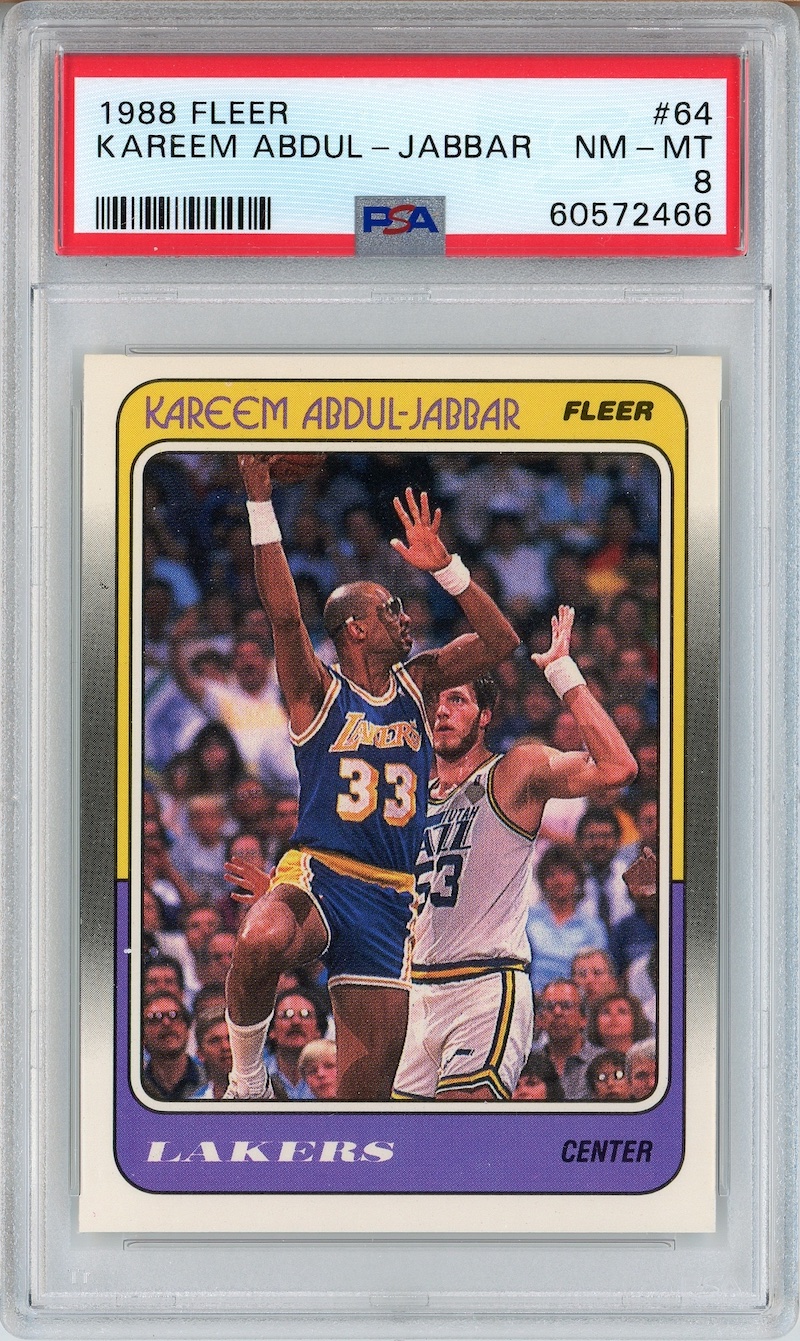 1988 FLEER #64
KAREEM ABDUL-JABBAR NM-MT
8
PSA 60572466
KAREEM ABDUL-JABBAR FLEER
LAKERS
33
UTAH
JAZZ
53
LAKERS CENTER